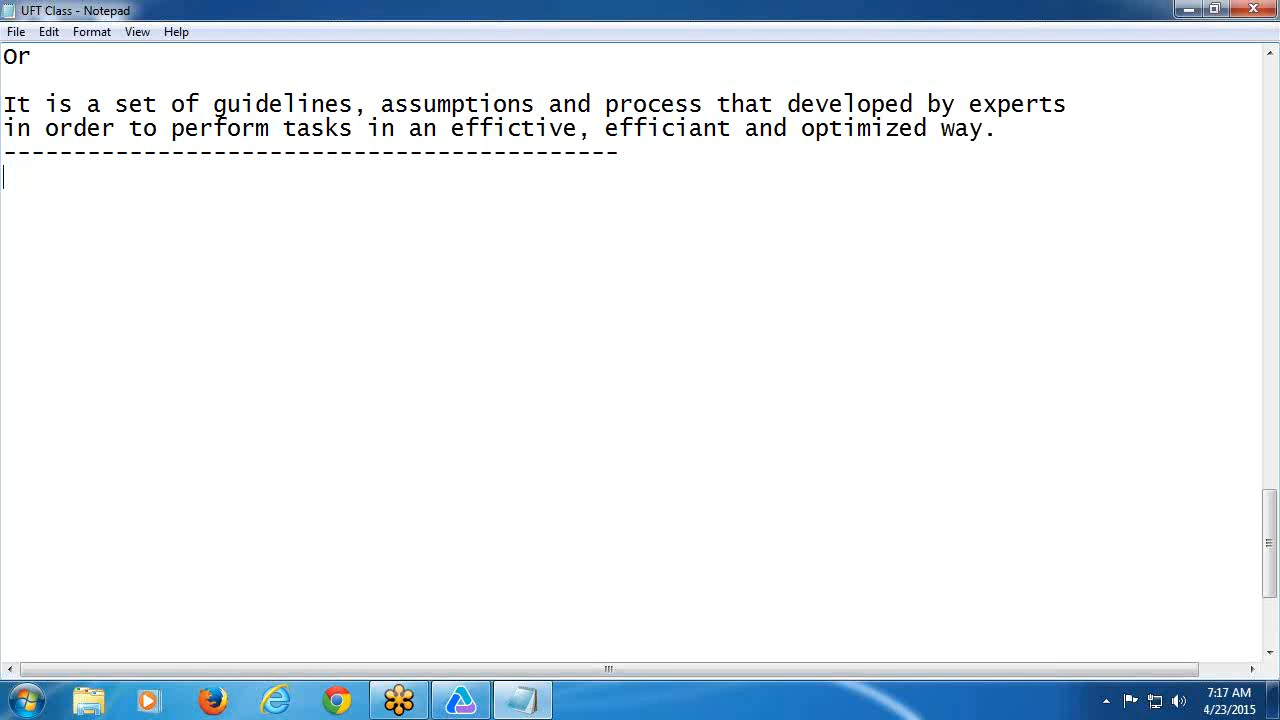 UFT Class - Notepad
File Edit Format View Help
Or
It is a set of guidelines, assumptions and process that developed by experts
in order to perform tasks in an effictive, efficiant and optimized way.
--------------------------------------------
7:17 AM
4/23/2015